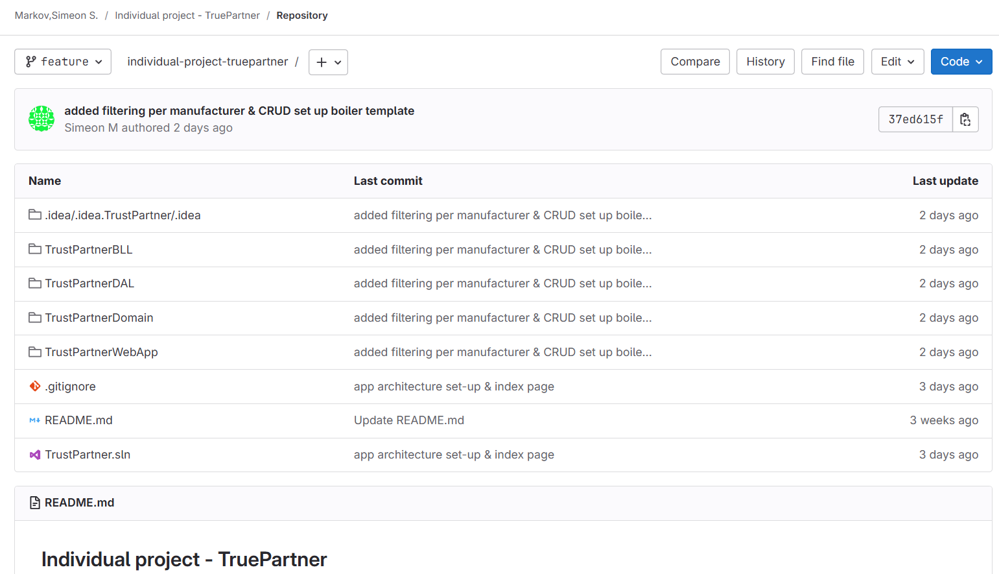 Markov,Simeon S. / Individual project - TruePartner / Repository
feature individual-project-truepartner / + Compare History Find file Edit Code
added filtering per manufacturer & CRUD set up boiler template
Simeon M authored 2 days ago
37ed615f
Name Last commit Last update
.idea/.idea.TrustPartner/.idea added filtering per manufacturer & CRUD set up boile... 2 days ago
TrustPartnerBLL added filtering per manufacturer & CRUD set up boile... 2 days ago
TrustPartnerDAL added filtering per manufacturer & CRUD set up boile... 2 days ago
TrustPartnerDomain added filtering per manufacturer & CRUD set up boile... 2 days ago
TrustPartnerWebApp added filtering per manufacturer & CRUD set up boile... 2 days ago
.gitignore app architecture set-up & index page 3 days ago
README.md Update README.md 3 weeks ago
TrustPartner.sln app architecture set-up & index page 3 days ago
README.md
Individual project - TruePartner